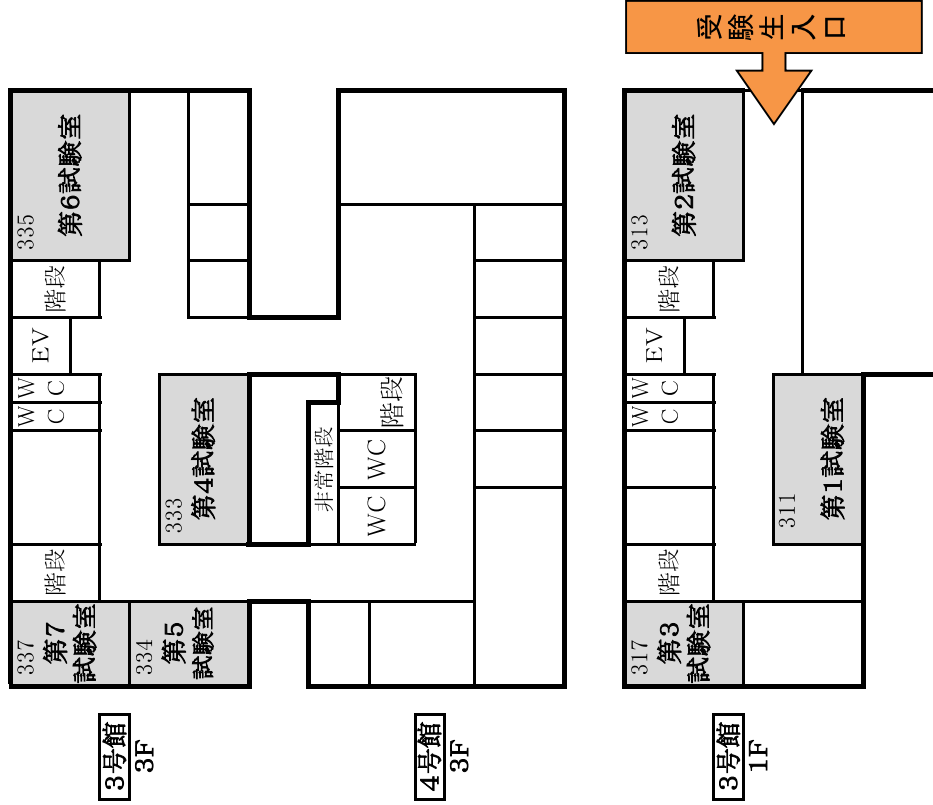 3号館
3F
337
第7
試験室
334
第5
試験室
階段
333
第4試験室
W
C
W
C
EV
階段
335
第6試験室
4号館
3F
非常階段
WC
WC
階段
3号館
1F
317
第3
試験室
階段
311
第1試験室
W
C
W
C
EV
階段
313
第2試験室
受験生入口